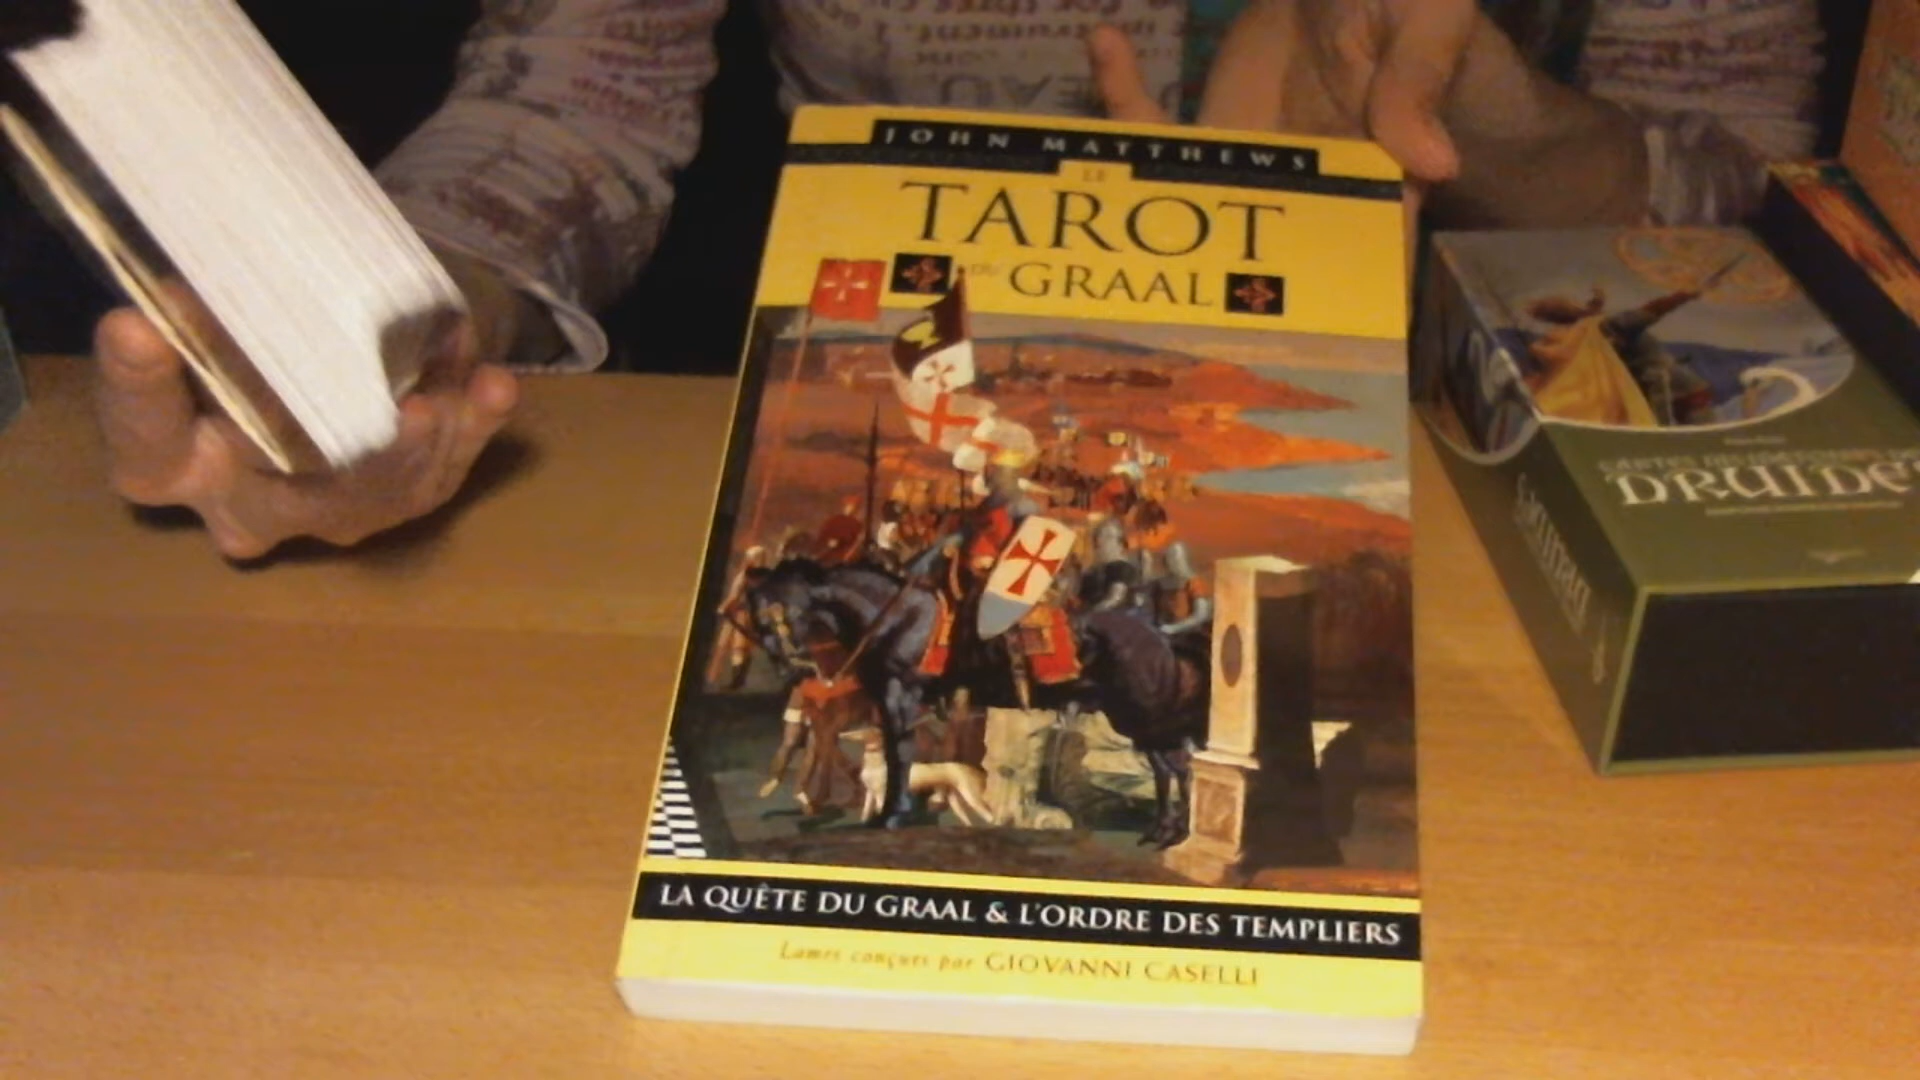 JOHN MATTHEWS
LE
TAROT
DU GRAAL
LA QUÊTE DU GRAAL & L'ORDRE DES TEMPLIERS
Lames conçues par GIOVANNI CASELLI
DRUIDES